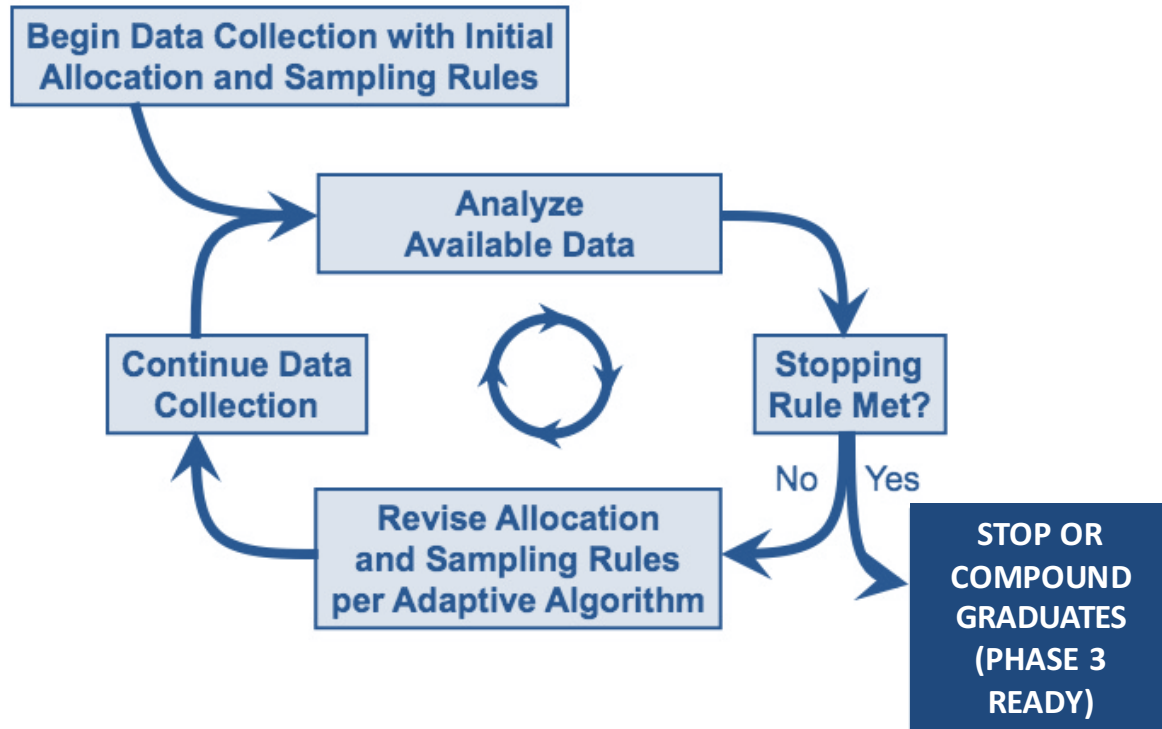 Begin Data Collection with Initial
Allocation and Sampling Rules
Analyze
Available Data
Continue Data
Collection
Stopping
Rule Met?
No
Yes
Revise Allocation
and Sampling Rules
per Adaptive Algorithm
STOP OR
COMPOUND
GRADUATES
(PHASE 3
READY)